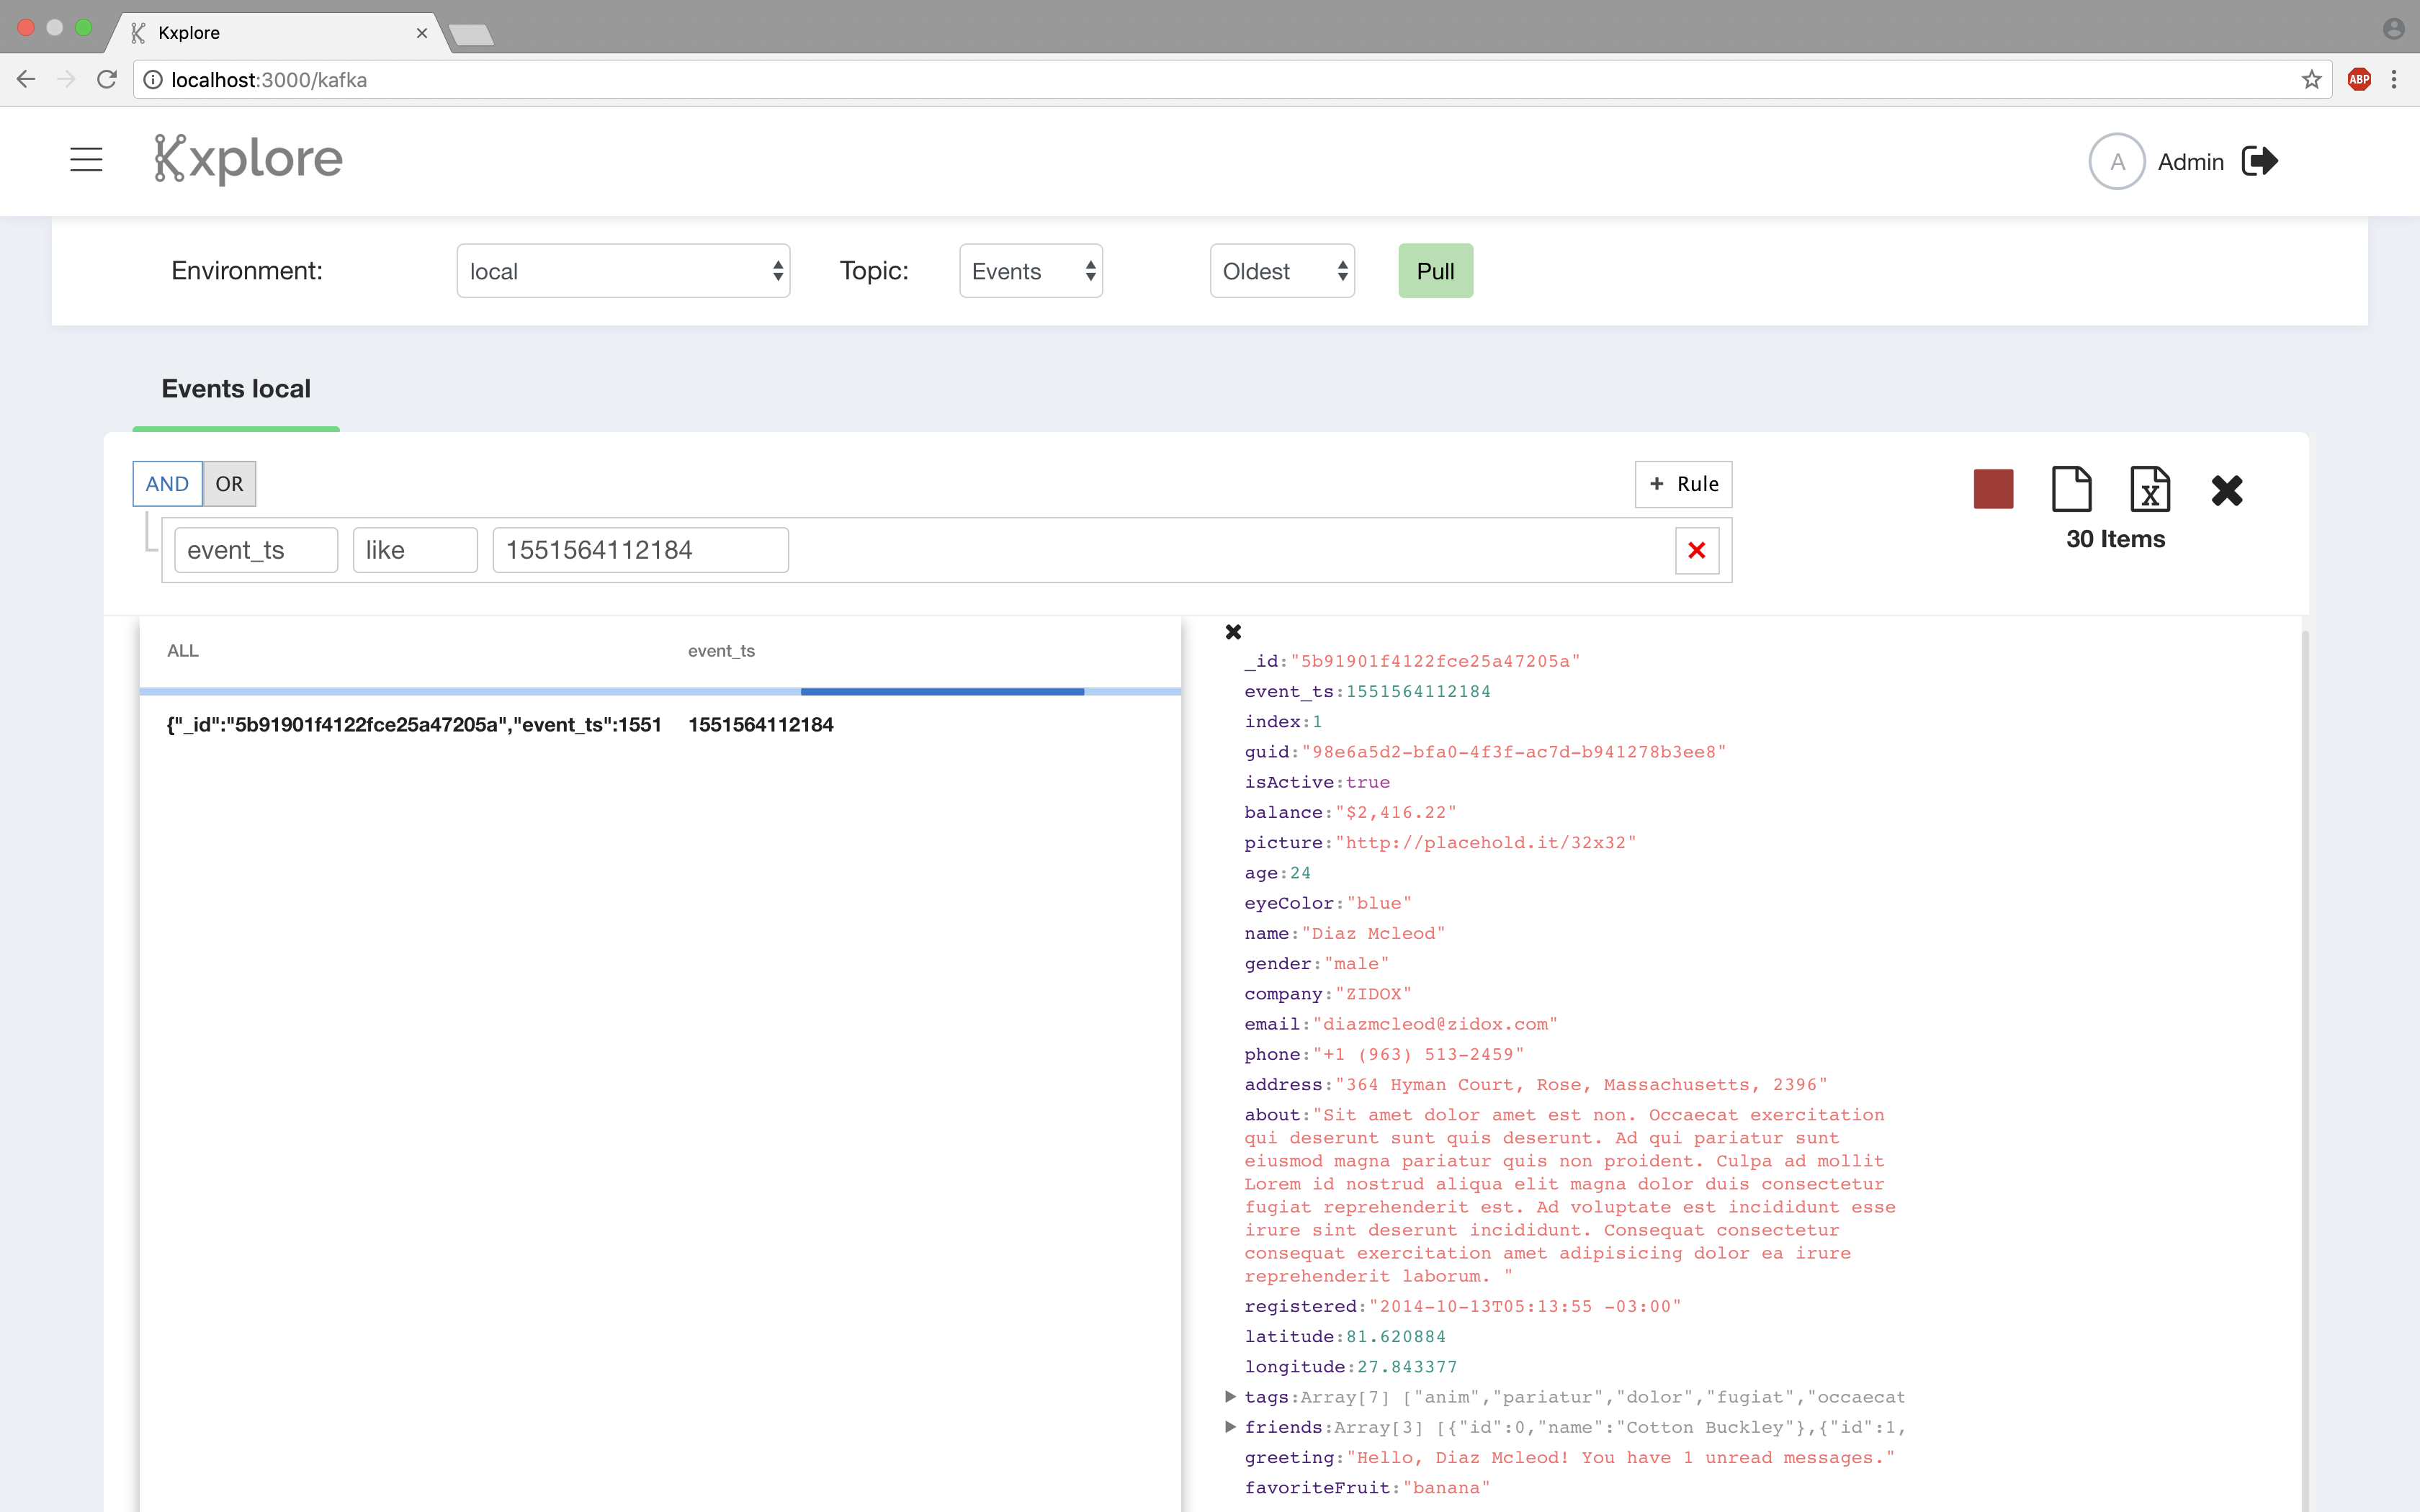 Kxplore
localhost:3000/kafka
ABP
Kxplore
A Admin
Environment: local Topic: Events Oldest Pull
Events local
AND OR + Rule
event_ts like 1551564112184
X
30 Items
ALL event_ts
{"_id":"5b91901f4122fce25a47205a","event_ts":1551 1551564112184
_id:"5b91901f4122fce25a47205a"
event_ts:1551564112184
index:1
guid:"98e6a5d2-bfa0-4f3f-ac7d-b941278b3ee8"
isActive:true
balance:"$2,416.22"
picture:"http://placehold.it/32x32"
age:24
eyeColor:"blue"
name:"Diaz Mcleod"
gender:"male"
company:"ZIDOX"
email:"diazmcleod@zidox.com"
phone:"+1 (963) 513-2459"
address:"364 Hyman Court, Rose, Massachusetts, 2396"
about:"Sit amet dolor amet est non. Occaecat exercitation
qui deserunt sunt quis deserunt. Ad qui pariatur sunt
eiusmod magna pariatur quis non proident. Culpa ad mollit
Lorem id nostrud aliqua elit magna dolor duis consectetur
fugiat reprehenderit est. Ad voluptate est incididunt esse
irure sint deserunt incididunt. Consequat consectetur
consequat exercitation amet adipisicing dolor ea irure
reprehenderit laborum. "
registered:"2014-10-13T05:13:55 -03:00"
latitude:81.620884
longitude:27.843377
tags:Array[7] ["anim","pariatur","dolor","fugiat","occaecat
friends:Array[3] [{"id":0,"name":"Cotton Buckley"},{"id":1,
greeting:"Hello, Diaz Mcleod! You have 1 unread messages."
favoriteFruit:"banana"